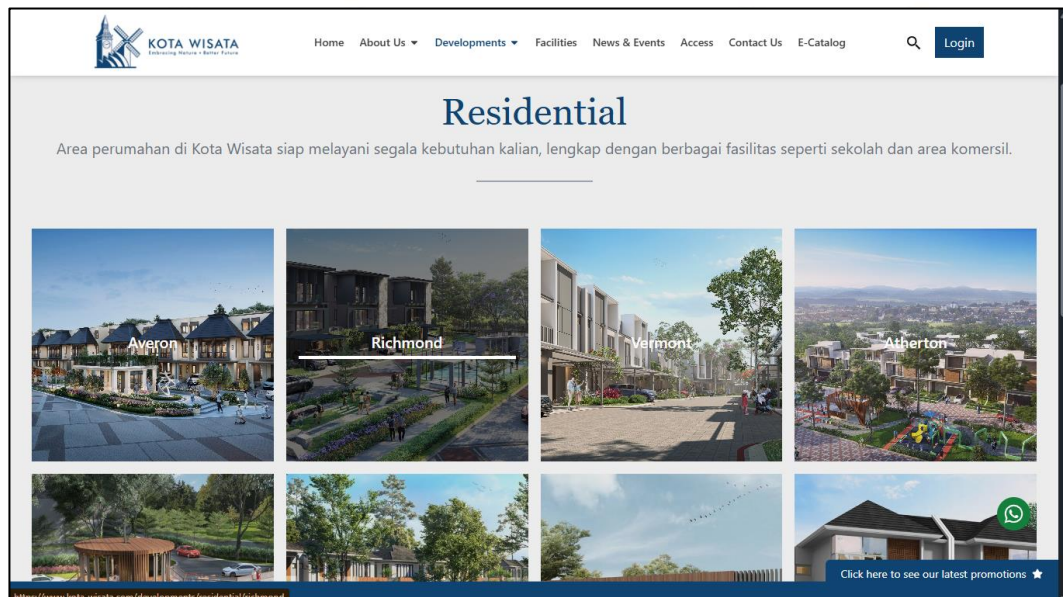 KOTA WISATA
Embracing Nature • Better Future
Home About Us Developments Facilities News & Events Access Contact Us E-Catalog Login
Residential
Area perumahan di Kota Wisata siap melayani segala kebutuhan kalian, lengkap dengan berbagai fasilitas seperti sekolah dan area komersil.
Averon Richmond Vermont Atherton
Click here to see our latest promotions
https://www.kota-wisata.com/developments/residential/richmond